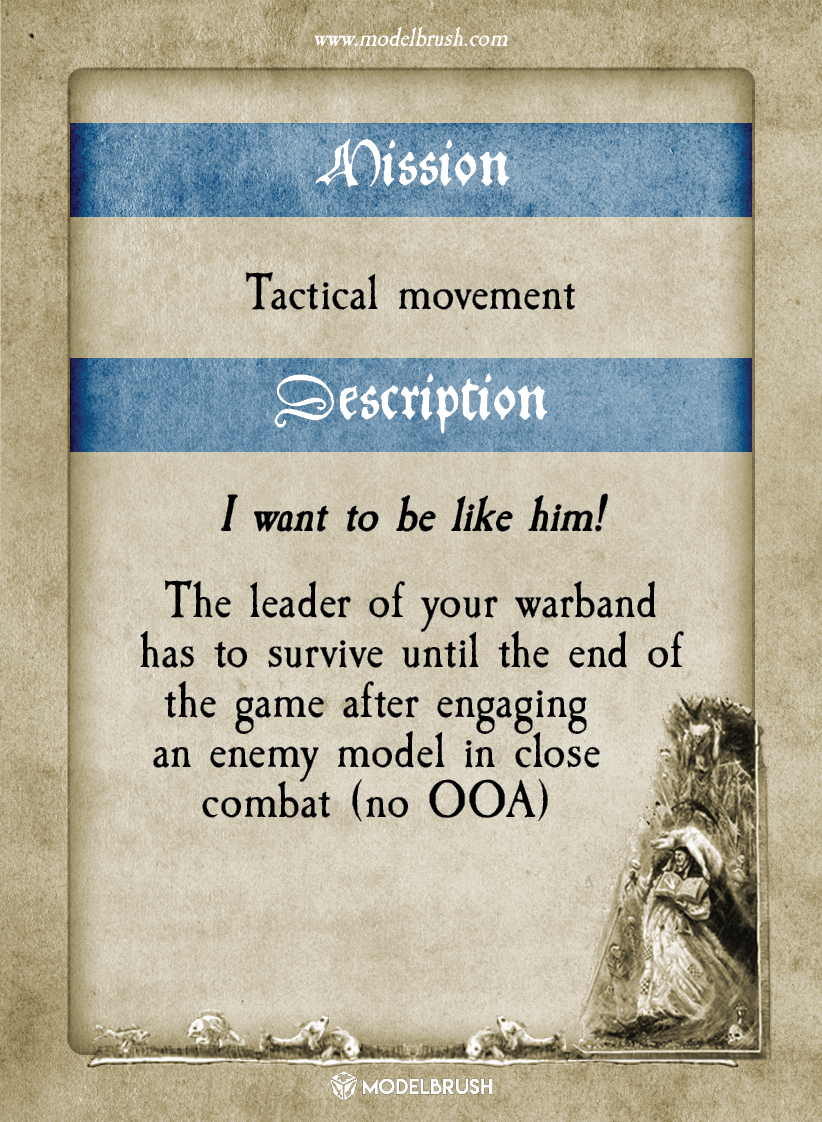 www.modelbrush.com
Mission
Tactical movement
Description
I want to be like him!
The leader of your warband
has to survive until the end of
the game after engaging
an enemy model in close
combat (no OOA)
MODELBRUSH